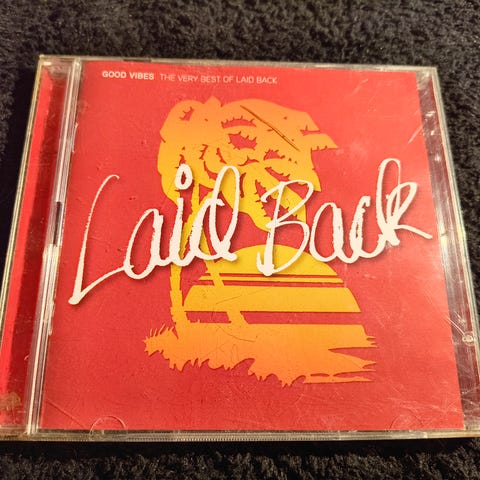 GOOD VIBES THE VERY BEST OF LAID BACK
Laid Back